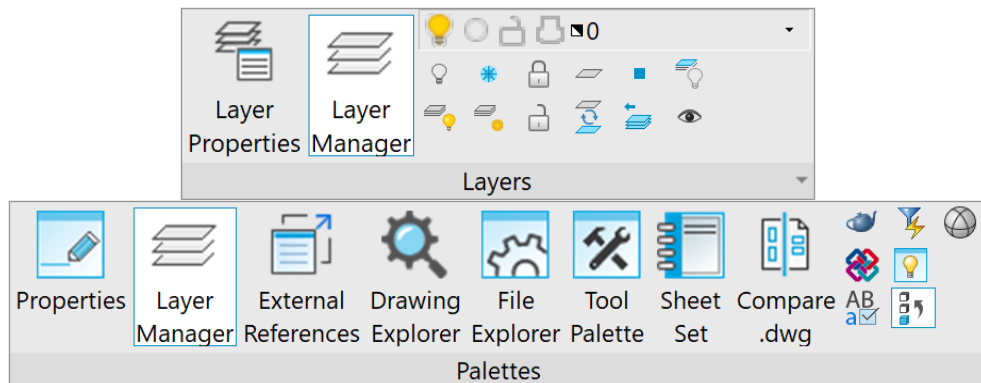 0
Layer Layer
Properties Manager
Layers
Properties Layer External Drawing File Tool Sheet Compare
Manager References Explorer Explorer Palette Set .dwg
AB
a
Palettes